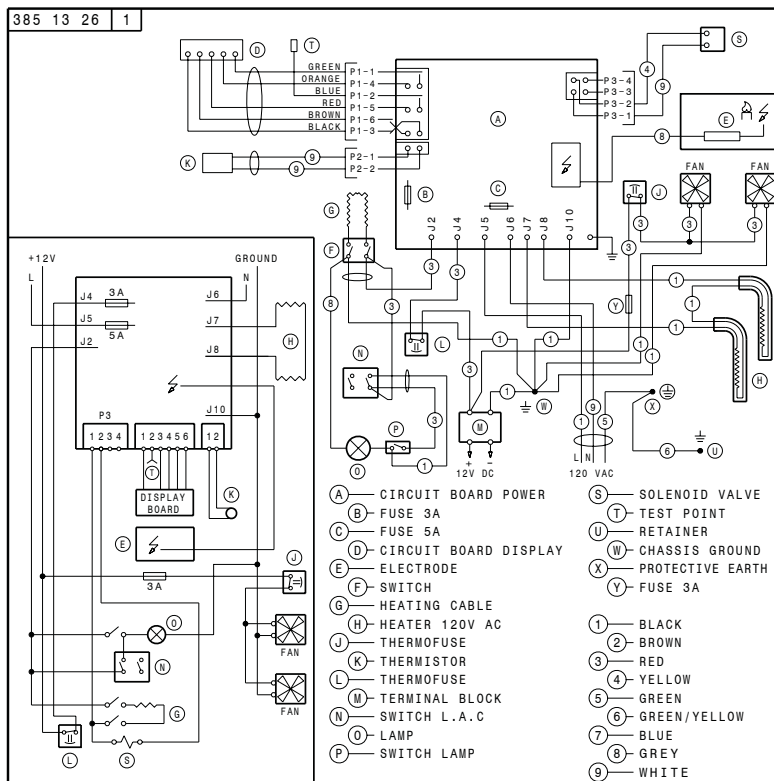 385 13 26 1
D
T
GREEN P1-1
ORANGE P1-4
BLUE P1-2
RED P1-5
BROWN P1-6
BLACK P1-3
K
9
9
P2-1
P2-2
A
P3-4
P3-3
P3-2
P3-1
4
9
S
8
E
B
C
G
F
J2
J4
J5
J6
J7
J8
J10
J
FAN
FAN
3
3
3
3
3
3
8
Y
L
N
1
1
1
1
1
1
1
H
3
3
1
W
X
M
O
P
1
+
-
12V DC
1
9
5
L N
120 VAC
6
U
+12V
GROUND
L
N
J4 3A
J5 5A
J2
J6
J7
J8
J10
H
P3
1 2 3 4
1 2 3 4 5 6
1 2
T
DISPLAY
BOARD
K
E
J
3A
O
FAN
N
FAN
G
L
S
A CIRCUIT BOARD POWER
B FUSE 3A
C FUSE 5A
D CIRCUIT BOARD DISPLAY
E ELECTRODE
F SWITCH
G HEATING CABLE
H HEATER 120V AC
J THERMOFUSE
K THERMISTOR
L THERMOFUSE
M TERMINAL BLOCK
N SWITCH L.A.C
O LAMP
P SWITCH LAMP
S SOLENOID VALVE
T TEST POINT
U RETAINER
W CHASSIS GROUND
X PROTECTIVE EARTH
Y FUSE 3A
1 BLACK
2 BROWN
3 RED
4 YELLOW
5 GREEN
6 GREEN/YELLOW
7 BLUE
8 GREY
9 WHITE